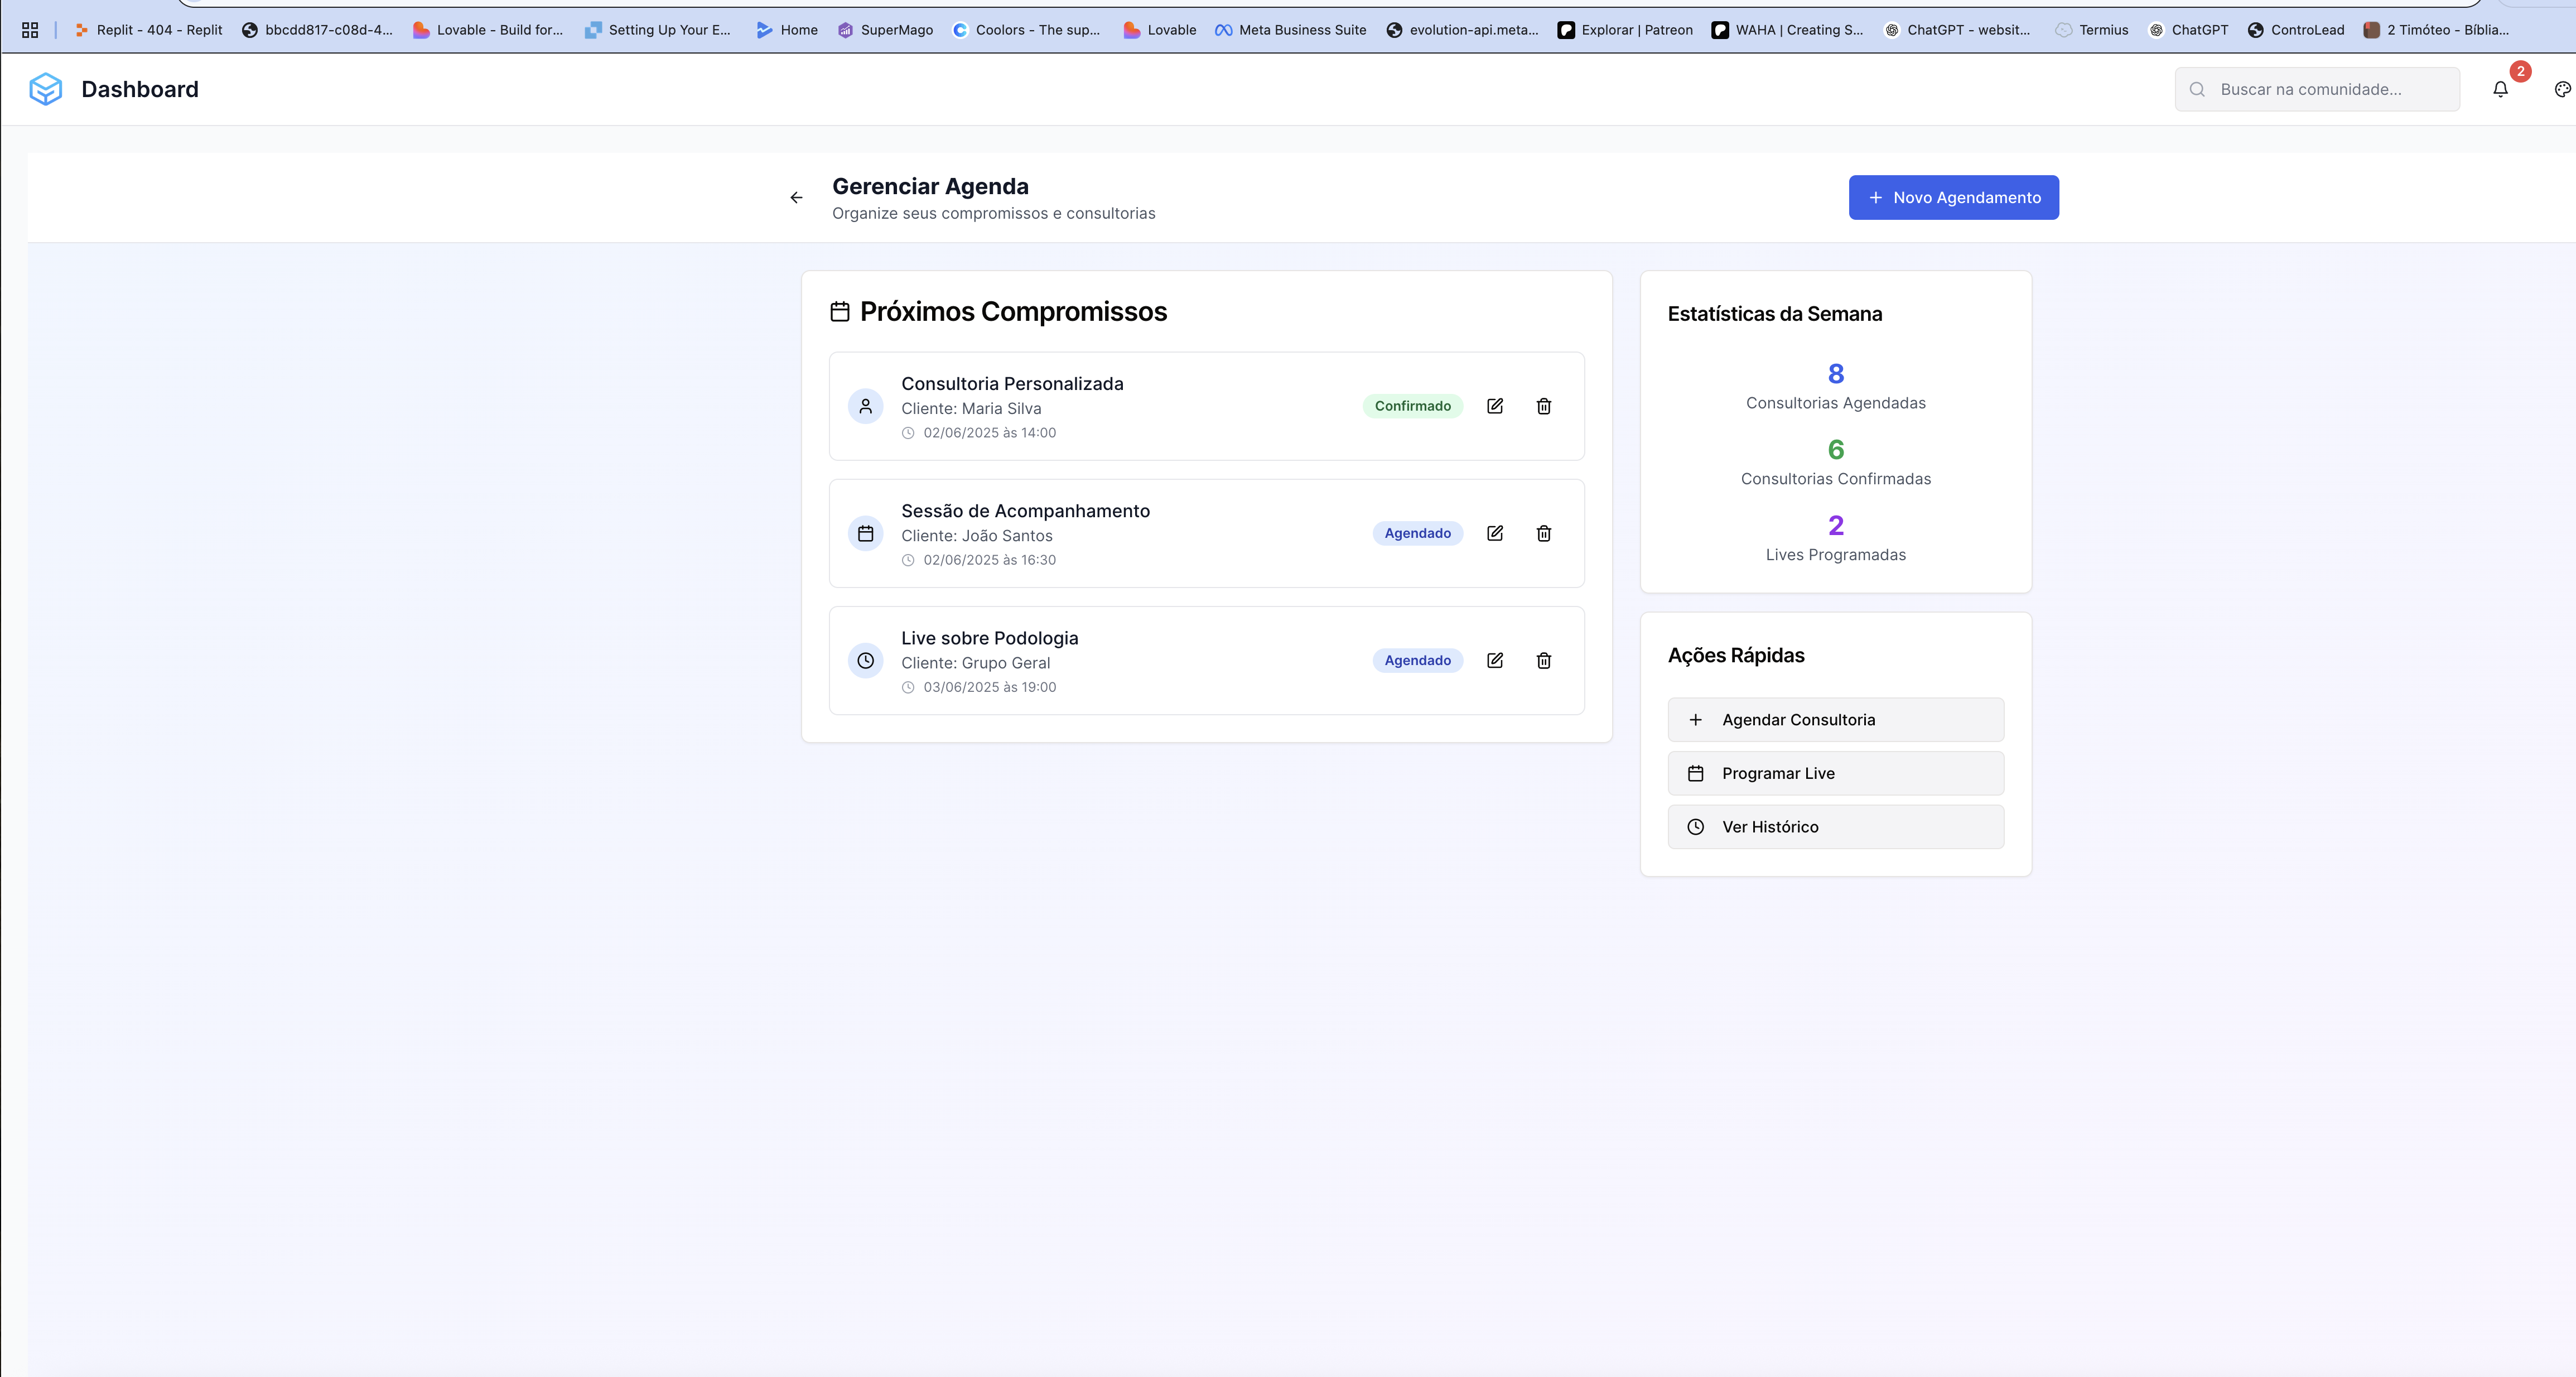 Replit - 404 - Replit
bbcdd817-c08d-4...
Lovable - Build for...
Setting Up Your E...
Home
SuperMago
Coolors - The sup...
Lovable
Meta Business Suite
evolution-api.meta...
Explorar | Patreon
WAHA | Creating S...
ChatGPT - websit...
Termius
ChatGPT
ControLead
2 Timóteo - Bíblia...
Dashboard
Buscar na comunidade...
2
Gerenciar Agenda
Organize seus compromissos e consultorias
Novo Agendamento
Próximos Compromissos
Consultoria Personalizada
Cliente: Maria Silva
02/06/2025 às 14:00
Confirmado
Sessão de Acompanhamento
Cliente: João Santos
02/06/2025 às 16:30
Agendado
Live sobre Podologia
Cliente: Grupo Geral
03/06/2025 às 19:00
Agendado
Estatísticas da Semana
8
Consultorias Agendadas
6
Consultorias Confirmadas
2
Lives Programadas
Ações Rápidas
Agendar Consultoria
Programar Live
Ver Histórico